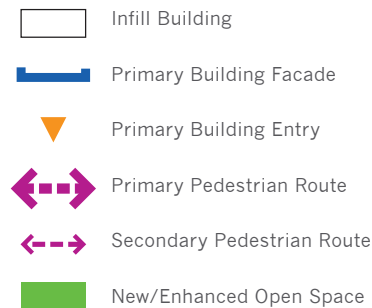 Infill Building
Primary Building Facade
Primary Building Entry
Primary Pedestrian Route
Secondary Pedestrian Route
New/Enhanced Open Space